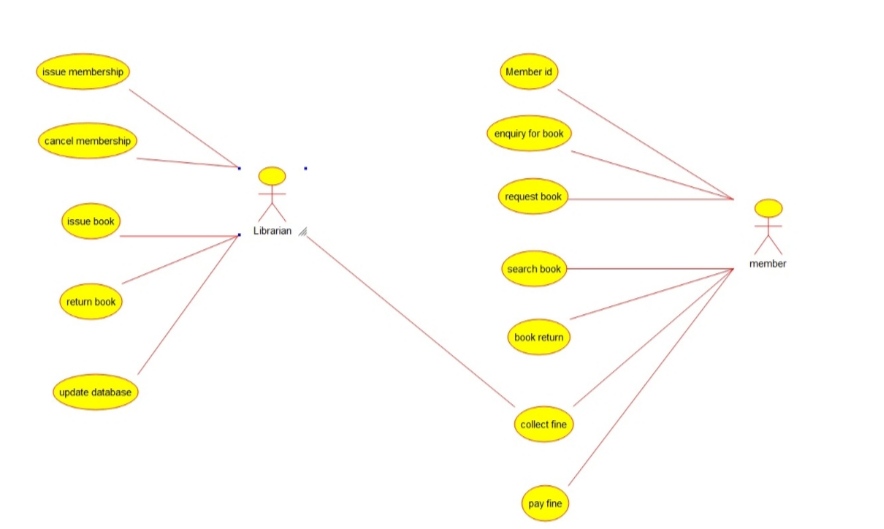 issue membership
cancel membership
issue book
return book
update database
Librarian
Member id
enquiry for book
request book
search book
book return
collect fine
pay fine
member